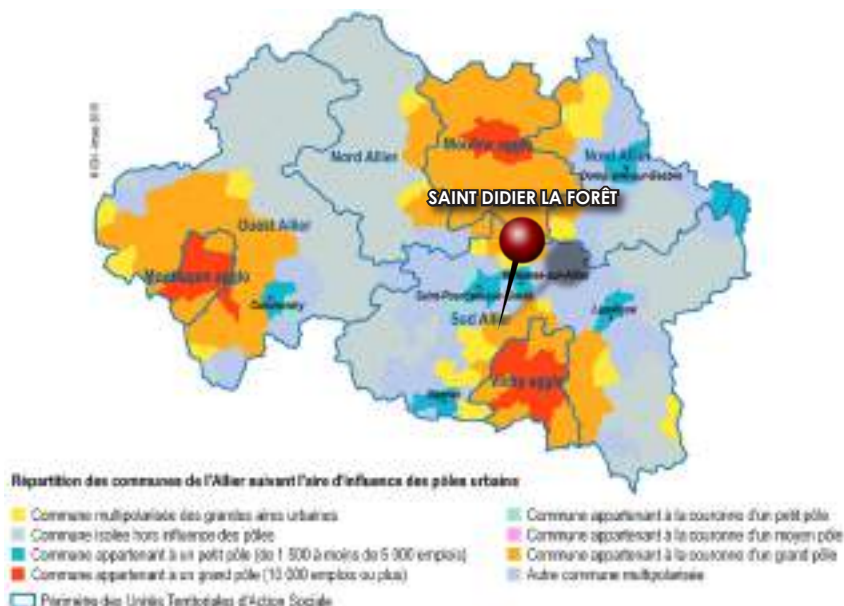 Nord Allier
Moulins agglo
Nord Allier
SAINT DIDIER LA FORÊT
Ouest Allier
Montluçon agglo
Sud Allier
Vichy agglo
Répartition des communes de l'Allier suivant l'aire d'influence des pôles urbains
Commune multipolarisée des grandes aires urbaines
Commune isolée hors influence des pôles
Commune appartenant à un petit pôle (de 1 500 à moins de 5 000 emplois)
Commune appartenant à un grand pôle (10 000 emplois ou plus)
Périmètre des Unités Territoriales d'Action Sociale
Commune appartenant à la couronne d'un petit pôle
Commune appartenant à la couronne d'un moyen pôle
Commune appartenant à la couronne d'un grand pôle
Autre commune multipolarisée